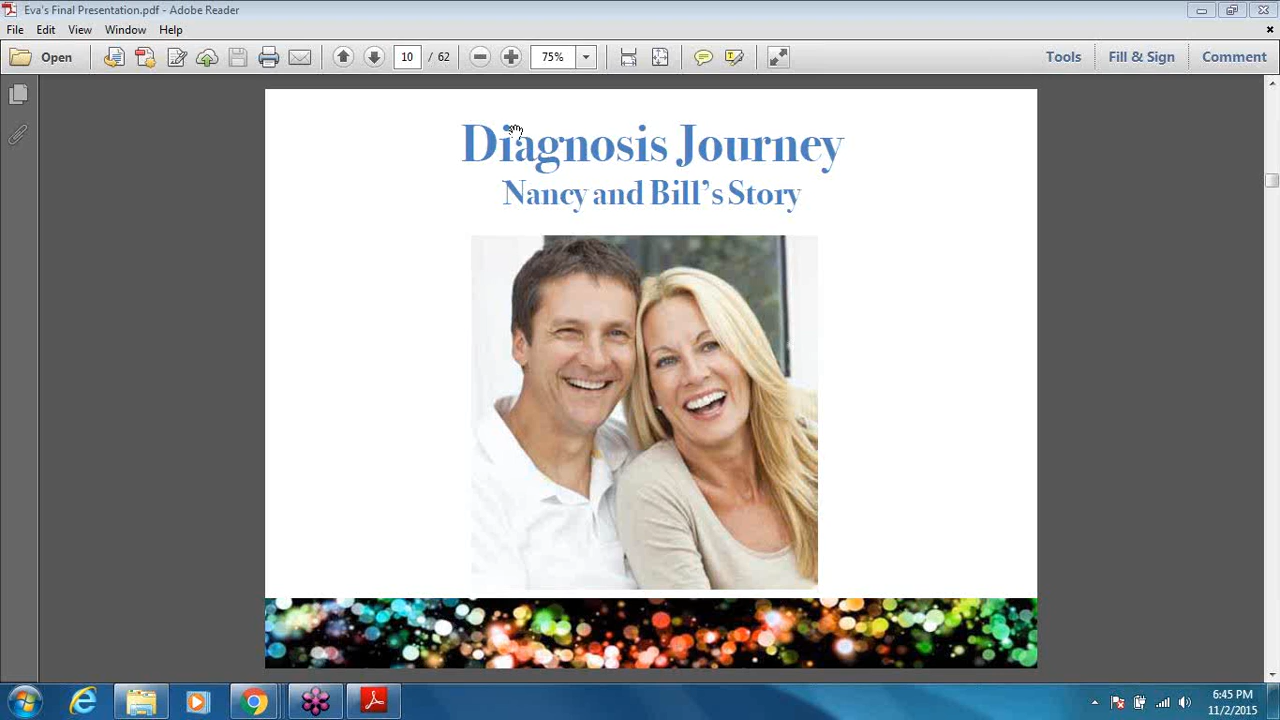 Eva's Final Presentation.pdf - Adobe Reader
File Edit View Window Help
Open 10 / 62 75% Tools Fill & Sign Comment
Diagnosis Journey
Nancy and Bill's Story
6:45 PM
11/2/2015